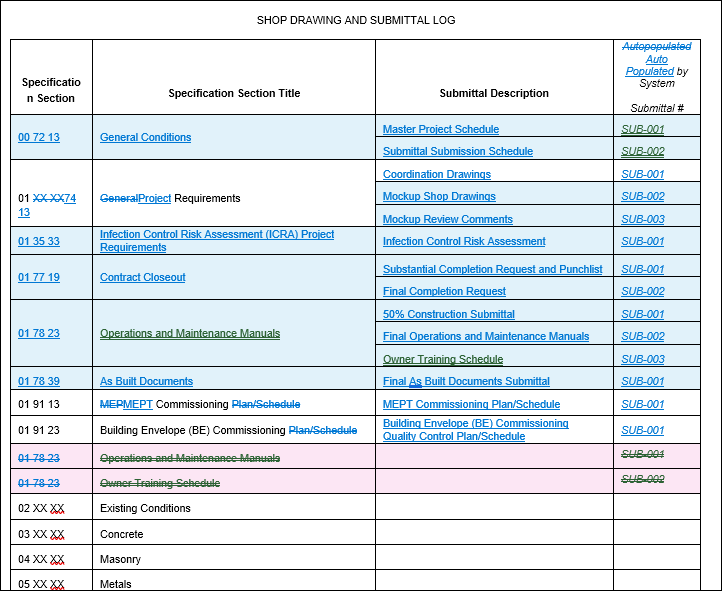 SHOP DRAWING AND SUBMITTAL LOG
Specificatio
n Section
Specification Section Title
Submittal Description
Autopopulated
Auto
Populated by
System
Submittal #
00 72 13
General Conditions
Master Project Schedule
SUB-001
Submittal Submission Schedule
SUB-002
01 XX XX74
13
GeneralProject Requirements
Coordination Drawings
SUB-001
Mockup Shop Drawings
SUB-002
Mockup Review Comments
SUB-003
01 35 33
Infection Control Risk Assessment (ICRA) Project
Requirements
Infection Control Risk Assessment
SUB-001
01 77 19
Contract Closeout
Substantial Completion Request and Punchlist
SUB-001
Final Completion Request
SUB-002
01 78 23
Operations and Maintenance Manuals
50% Construction Submittal
SUB-001
Final Operations and Maintenance Manuals
SUB-002
Owner Training Schedule
SUB-003
01 78 39
As Built Documents
Final As Built Documents Submittal
SUB-001
01 91 13
MEPMEPT Commissioning Plan/Schedule
MEPT Commissioning Plan/Schedule
SUB-001
01 91 23
Building Envelope (BE) Commissioning Plan/Schedule
Building Envelope (BE) Commissioning
Quality Control Plan/Schedule
SUB-001
01 78 23
Operations and Maintenance Manuals
SUB-001
01 78 23
Owner Training Schedule
SUB-002
02 XX XX
Existing Conditions
03 XX XX
Concrete
04 XX XX
Masonry
05 XX XX
Metals